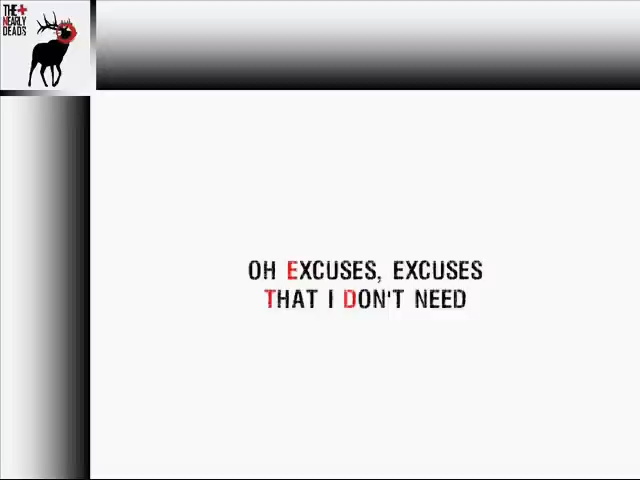 THE
NEARLY
DEADS
OH EXCUSES, EXCUSES
THAT I DON'T NEED